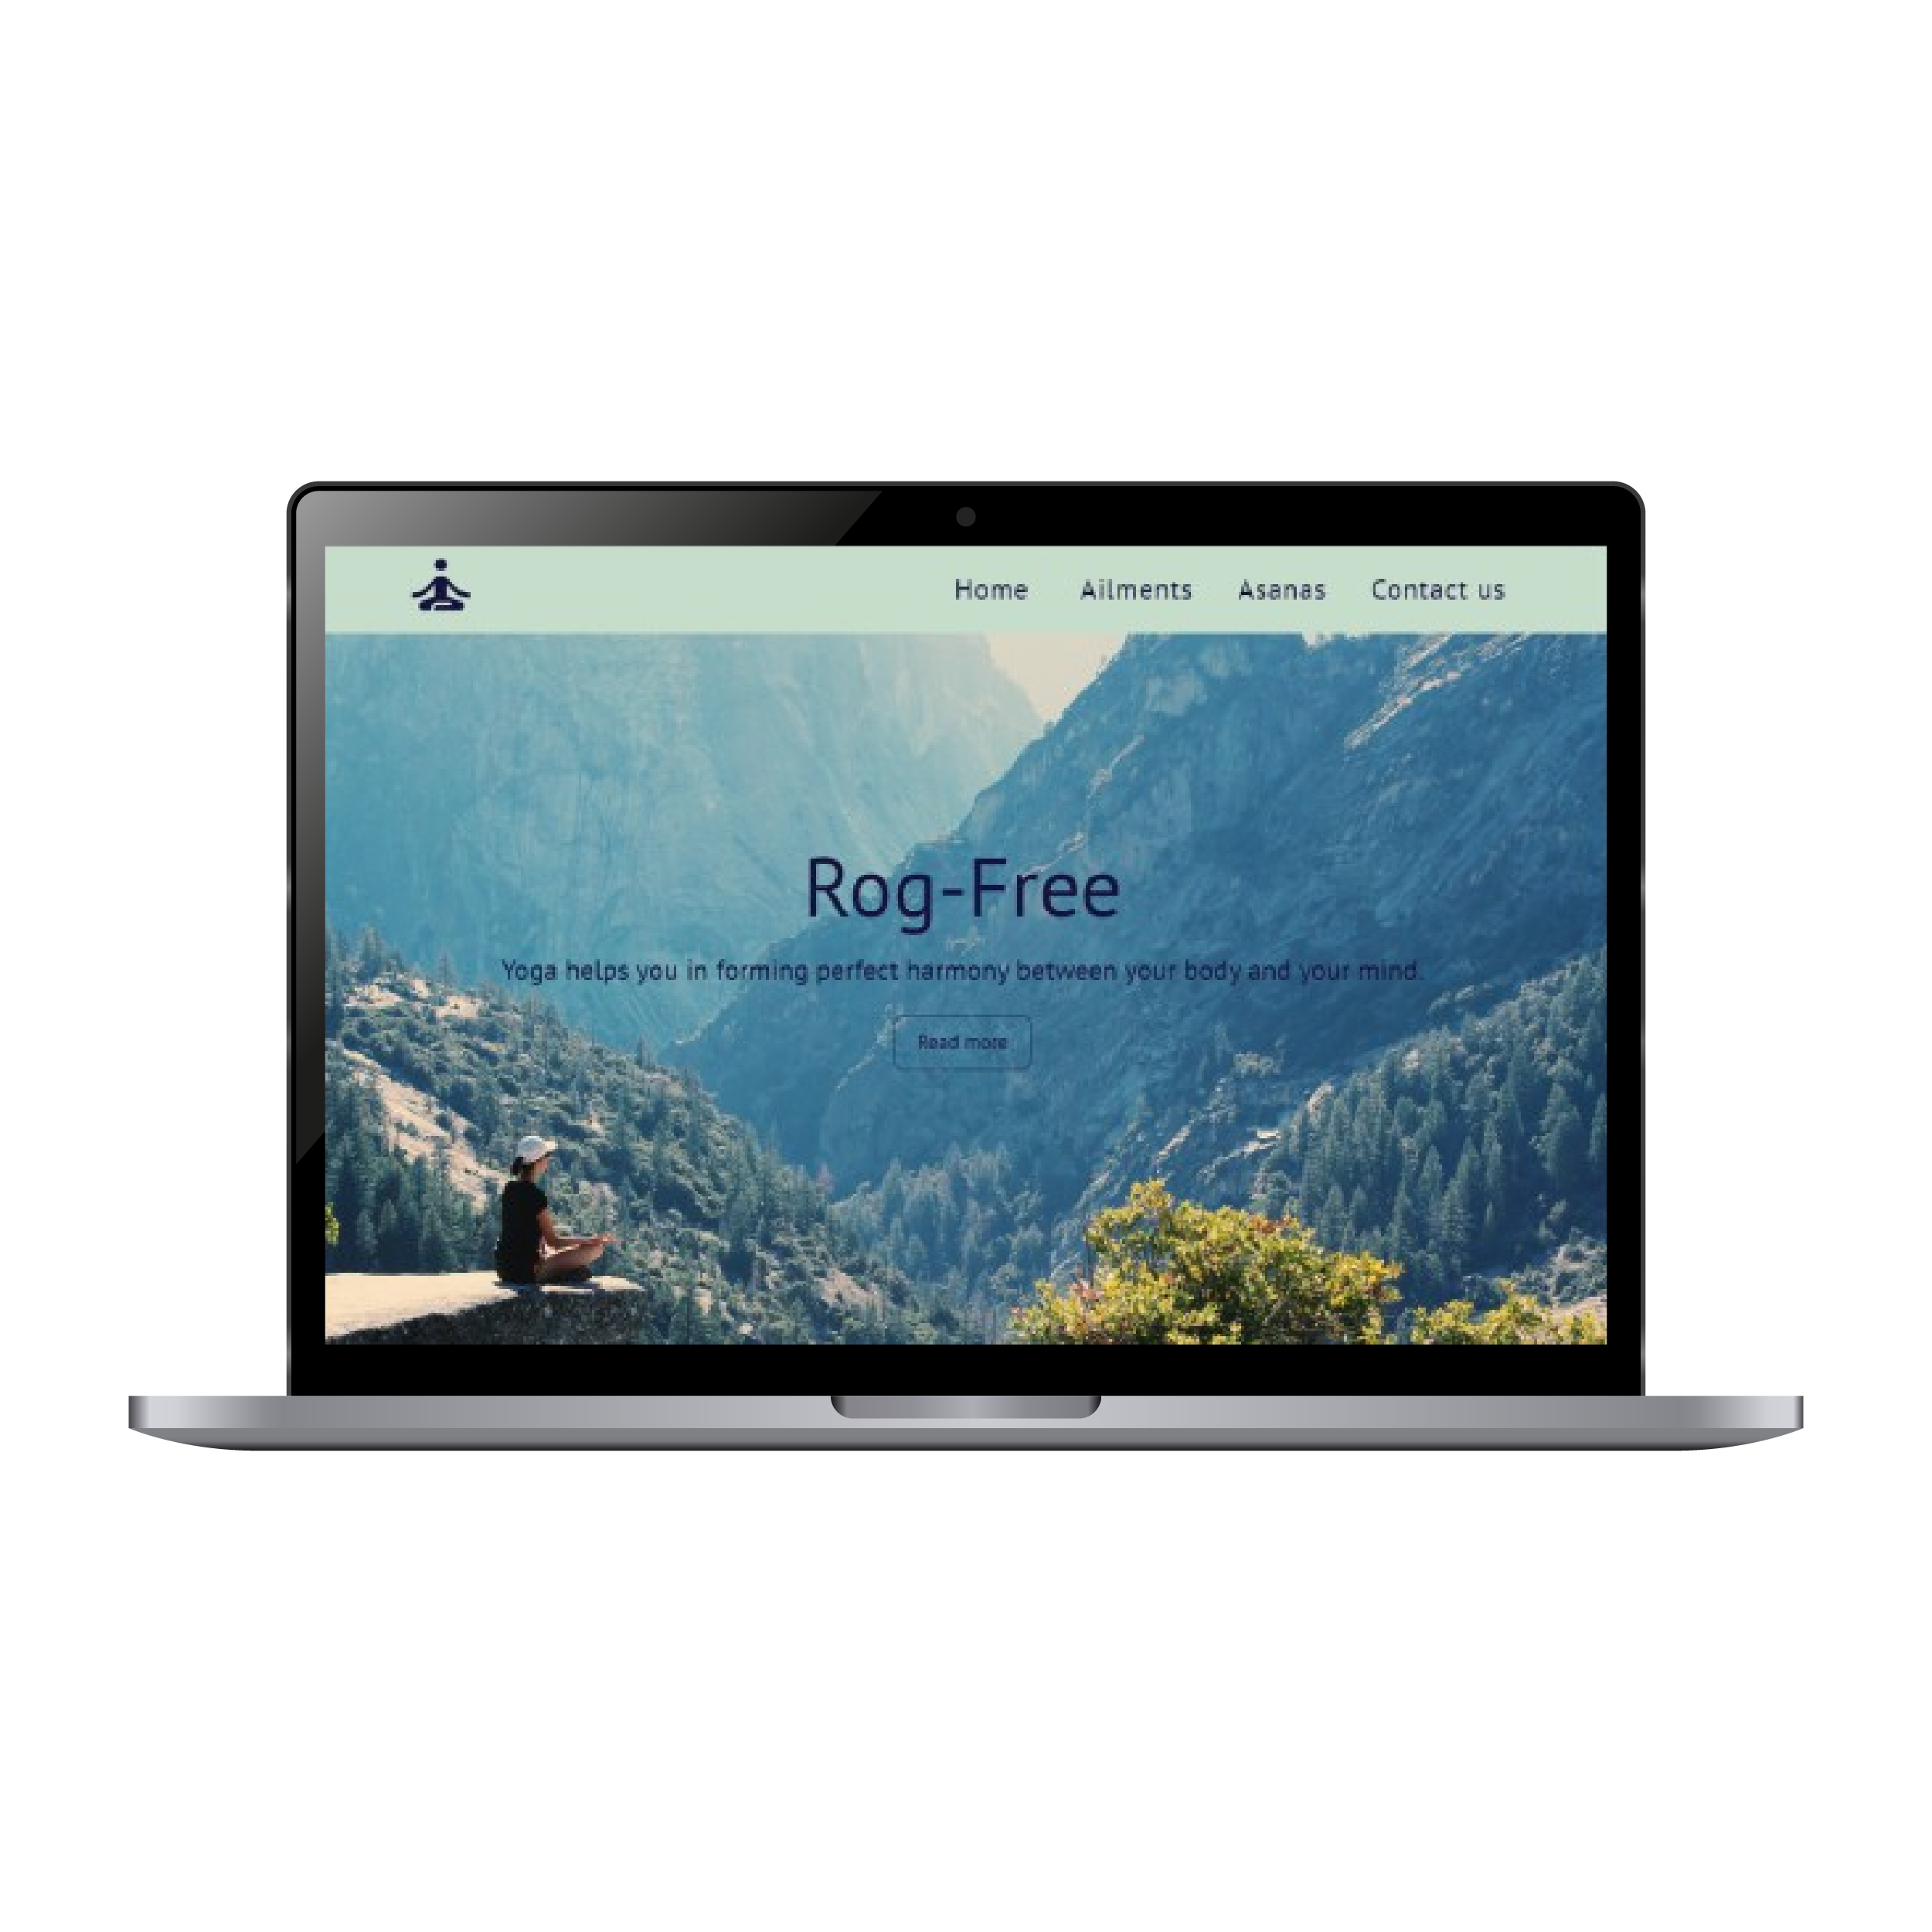 Home Ailments Asanas Contact us
Rog-Free
Yoga helps you in forming perfect harmony between your body and your mind.
Read more